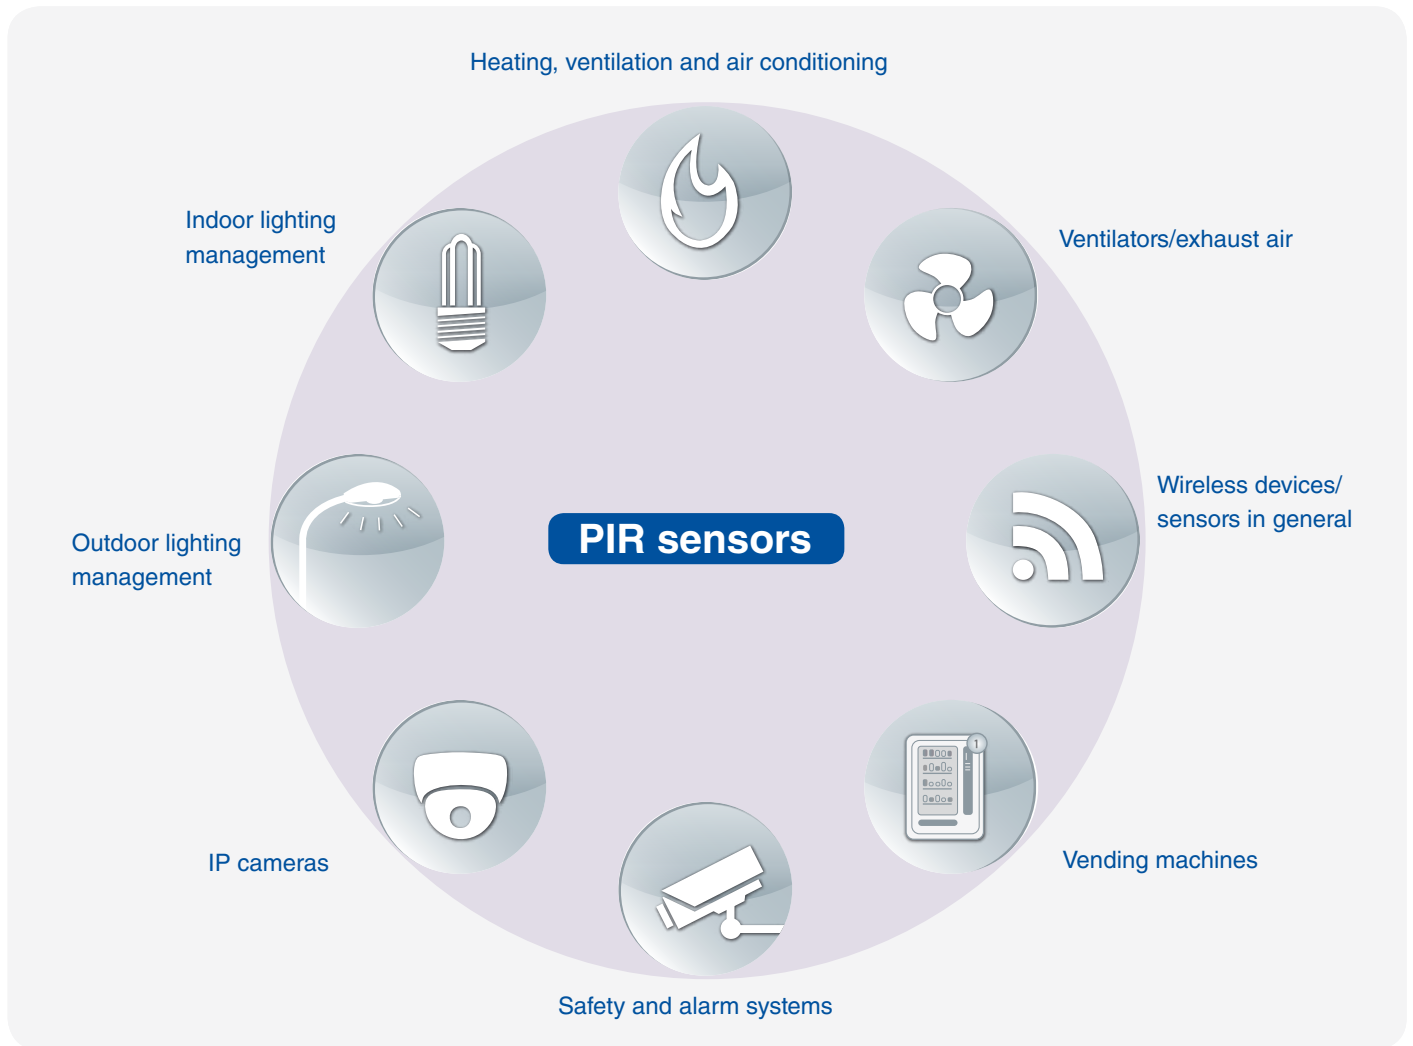 Heating, ventilation and air conditioning
Indoor lighting
management
Ventilators/exhaust air
Wireless devices/
sensors in general
PIR sensors
Outdoor lighting
management
1
IP cameras
Vending machines
Safety and alarm systems